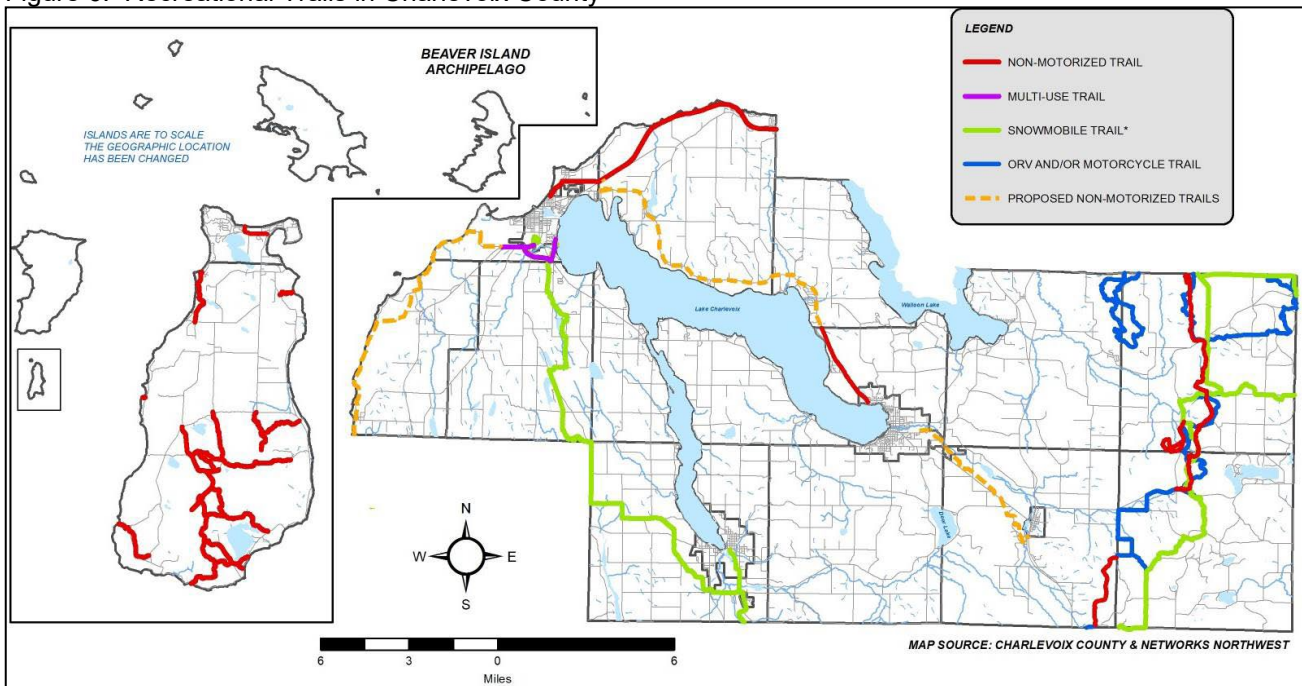 Figure 3: Recreational Trails in Charlevoix County
BEAVER ISLAND
ARCHIPELAGO
ISLANDS ARE TO SCALE
THE GEOGRAPHIC LOCATION
HAS BEEN CHANGED
LEGEND
NON-MOTORIZED TRAIL
MULTI-USE TRAIL
SNOWMOBILE TRAIL*
ORV AND/OR MOTORCYCLE TRAIL
PROPOSED NON-MOTORIZED TRAILS
Lake Charlevoix
Walloon Lake
Deer Lake
N
W E
S
6 3 0 6
Miles
MAP SOURCE: CHARLEVOIX COUNTY & NETWORKS NORTHWEST